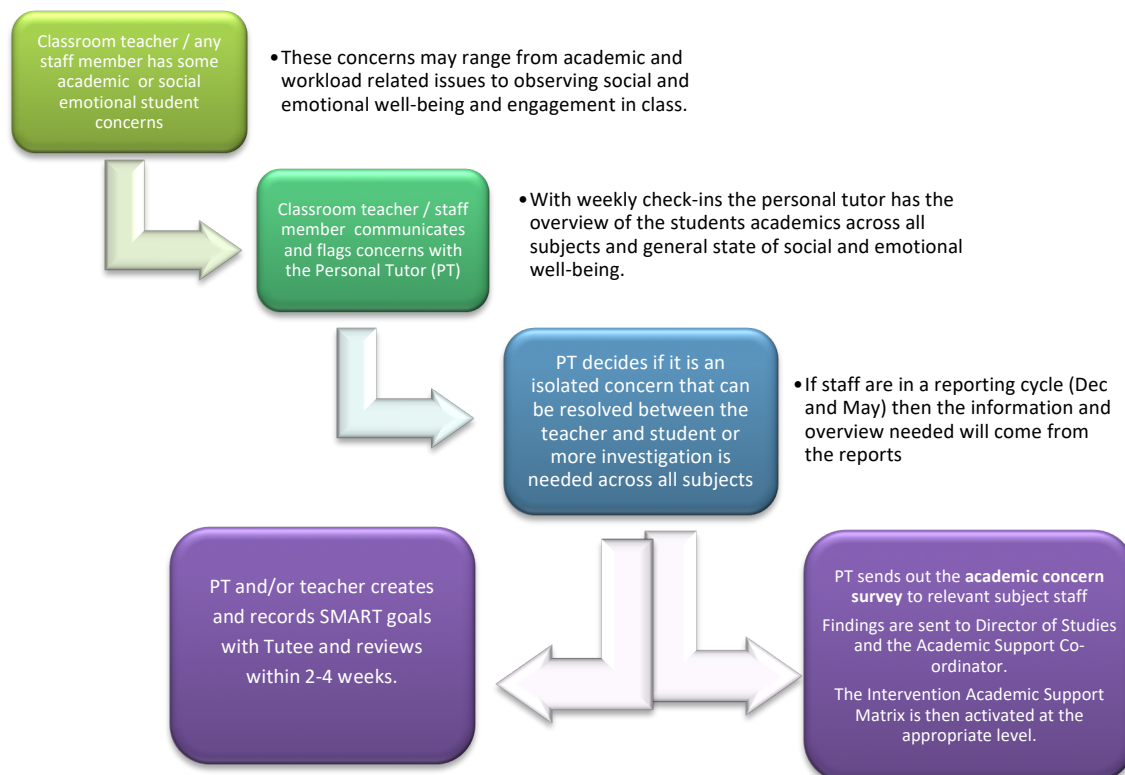 Classroom teacher / any
staff member has some
academic or social
emotional student
concerns
•These concerns may range from academic and
workload related issues to observing social and
emotional well-being and engagement in class.
Classroom teacher / staff
member communicates
and flags concerns with
the Personal Tutor (PT)
•With weekly check-ins the personal tutor has the
overview of the students academics across all
subjects and general state of social and emotional
well-being.
PT decides if it is an
isolated concern that can
be resolved between the
teacher and student or
more investigation is
needed across all subjects
•If staff are in a reporting cycle (Dec
and May) then the information and
overview needed will come from
the reports
PT and/or teacher creates
and records SMART goals
with Tutee and reviews
within 2-4 weeks.
PT sends out the academic concern
survey to relevant subject staff
Findings are sent to Director of Studies
and the Academic Support Co-
ordinator.
The Intervention Academic Support
Matrix is then activated at the
appropriate level.